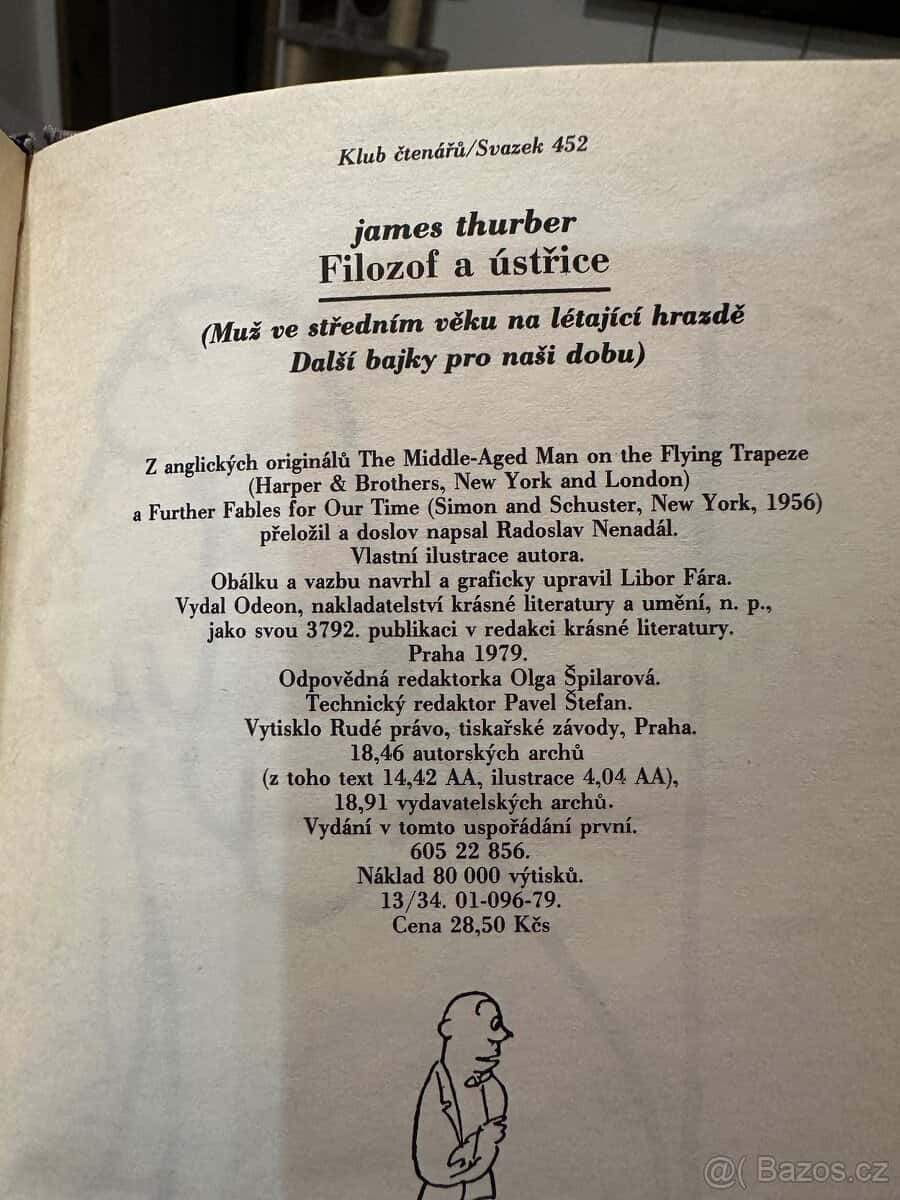 Klub čtenářů/Svazek 452
james thurber
Filozof a ústřice
(Muž ve středním věku na létající hrazdě
Další bajky pro naši dobu)
Z anglických originálů The Middle-Aged Man on the Flying Trapeze
(Harper & Brothers, New York and London)
a Further Fables for Our Time (Simon and Schuster, New York, 1956)
přeložil a doslov napsal Radoslav Nenadál.
Vlastní ilustrace autora.
Obálku a vazbu navrhl a graficky upravil Libor Fára.
Vydal Odeon, nakladatelství krásné literatury a umění, n. p.,
jako svou 3792. publikaci v redakci krásné literatury.
Praha 1979.
Odpovědná redaktorka Olga Špilarová.
Technický redaktor Pavel Štefan.
Vytisklo Rudé právo, tiskařské závody, Praha.
18,46 autorských archů
(z toho text 14,42 AA, ilustrace 4,04 AA),
18,91 vydavatelských archů.
Vydání v tomto uspořádání první.
605 22 856.
Náklad 80 000 výtisků.
13/34. 01-096-79.
Cena 28,50 Kčs
@( Bazos.cz